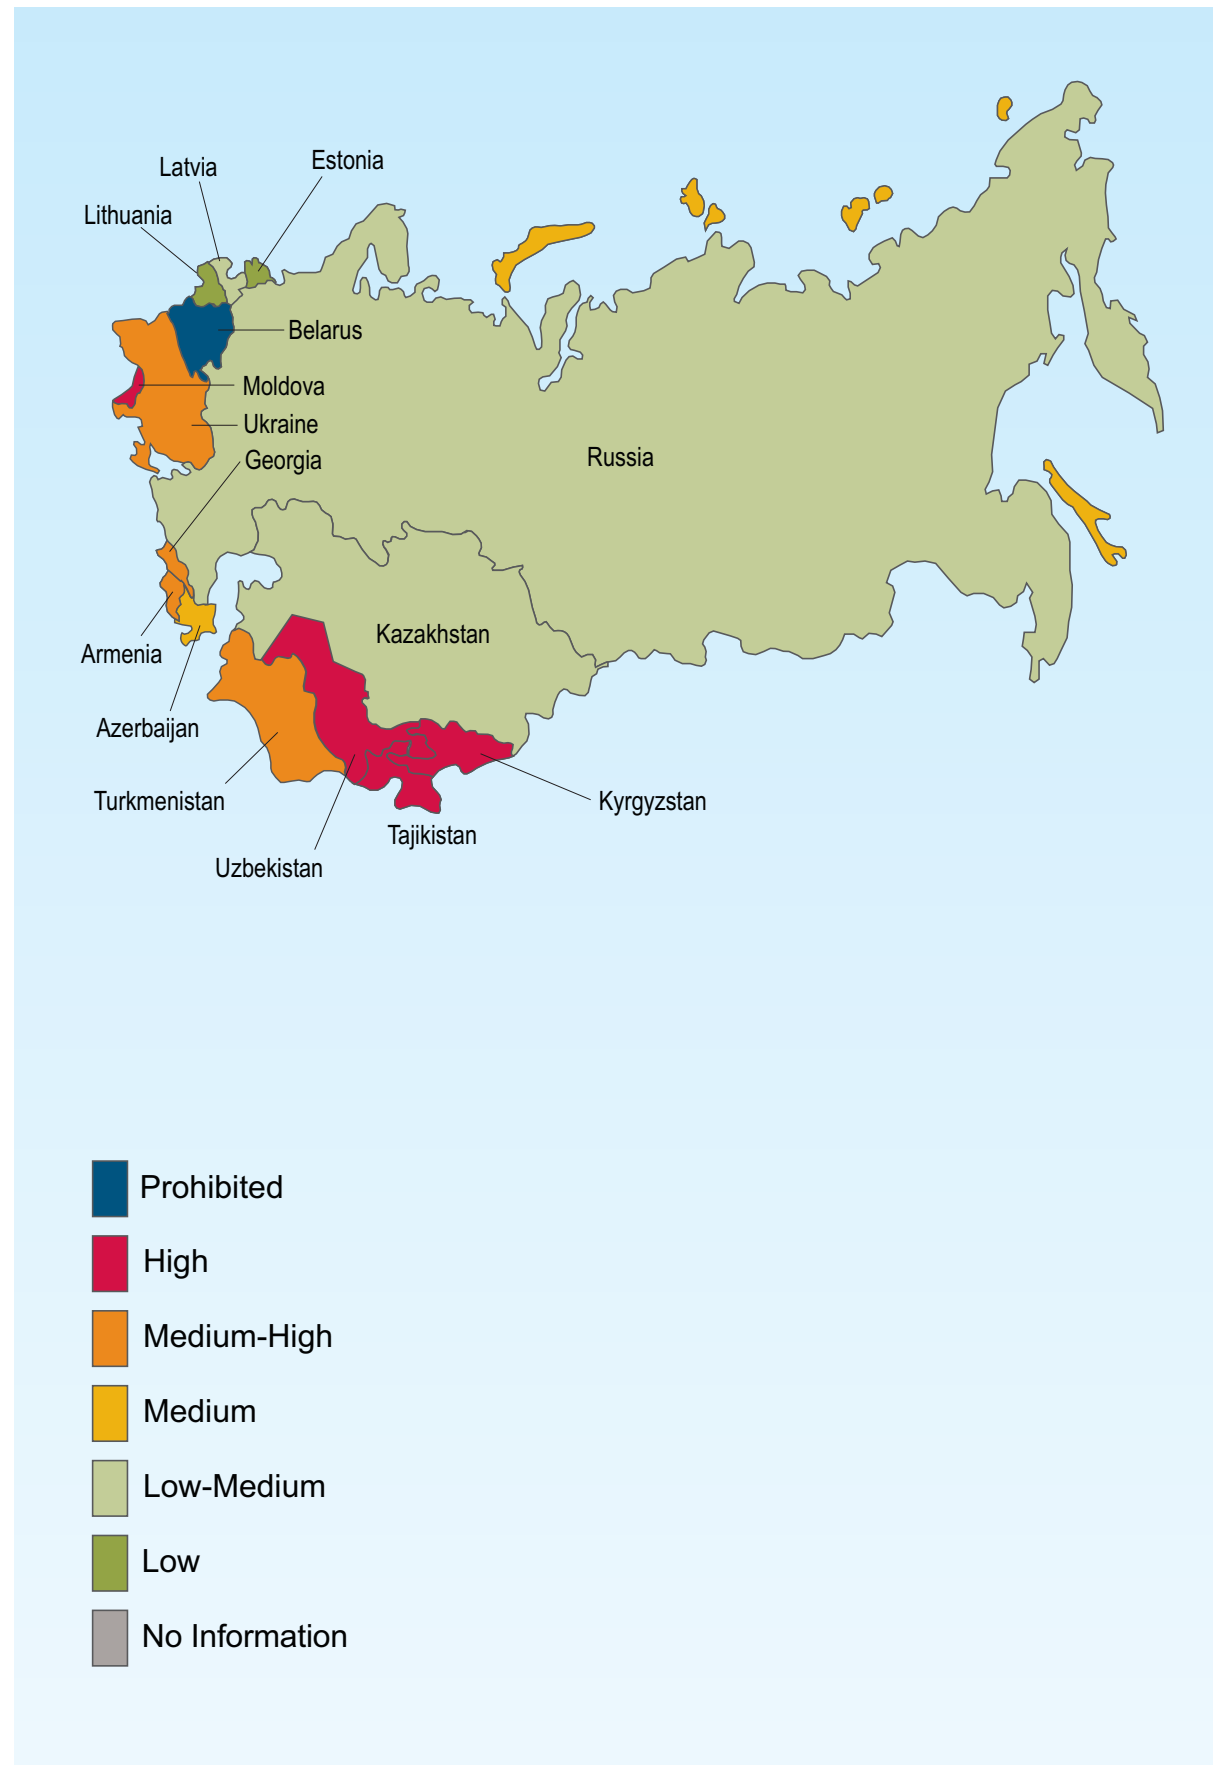 Estonia
Latvia
Lithuania
Belarus
Moldova
Ukraine
Georgia
Russia
Kazakhstan
Armenia
Azerbaijan
Turkmenistan
Kyrgyzstan
Tajikistan
Uzbekistan
Prohibited
High
Medium-High
Medium
Low-Medium
Low
No Information